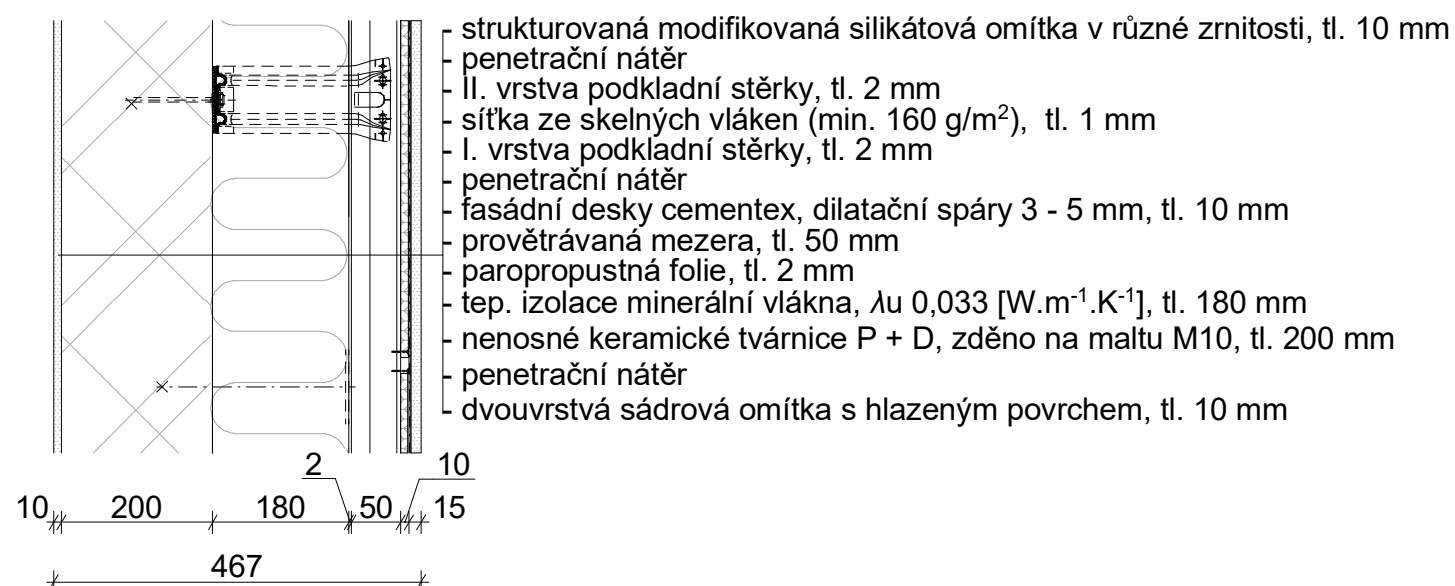 - strukturovaná modifikovaná silikátová omítka v různé zrnitosti, tl. 10 mm
- penetrační nátěr
- II. vrstva podkladní stěrky, tl. 2 mm
- síťka ze skelných vláken (min. 160 g/m²), tl. 1 mm
- I. vrstva podkladní stěrky, tl. 2 mm
- penetrační nátěr
- fasádní desky cementex, dilatační spáry 3 - 5 mm, tl. 10 mm
- provětrávaná mezera, tl. 50 mm
- paropropustná folie, tl. 2 mm
- tep. izolace minerální vlákna, λu 0,033 [W.m⁻¹.K⁻¹], tl. 180 mm
- nenosné keramické tvárnice P + D, zděno na maltu M10, tl. 200 mm
- penetrační nátěr
- dvouvrstvá sádrová omítka s hlazeným povrchem, tl. 10 mm
2 10
10 200 180 50 15
467